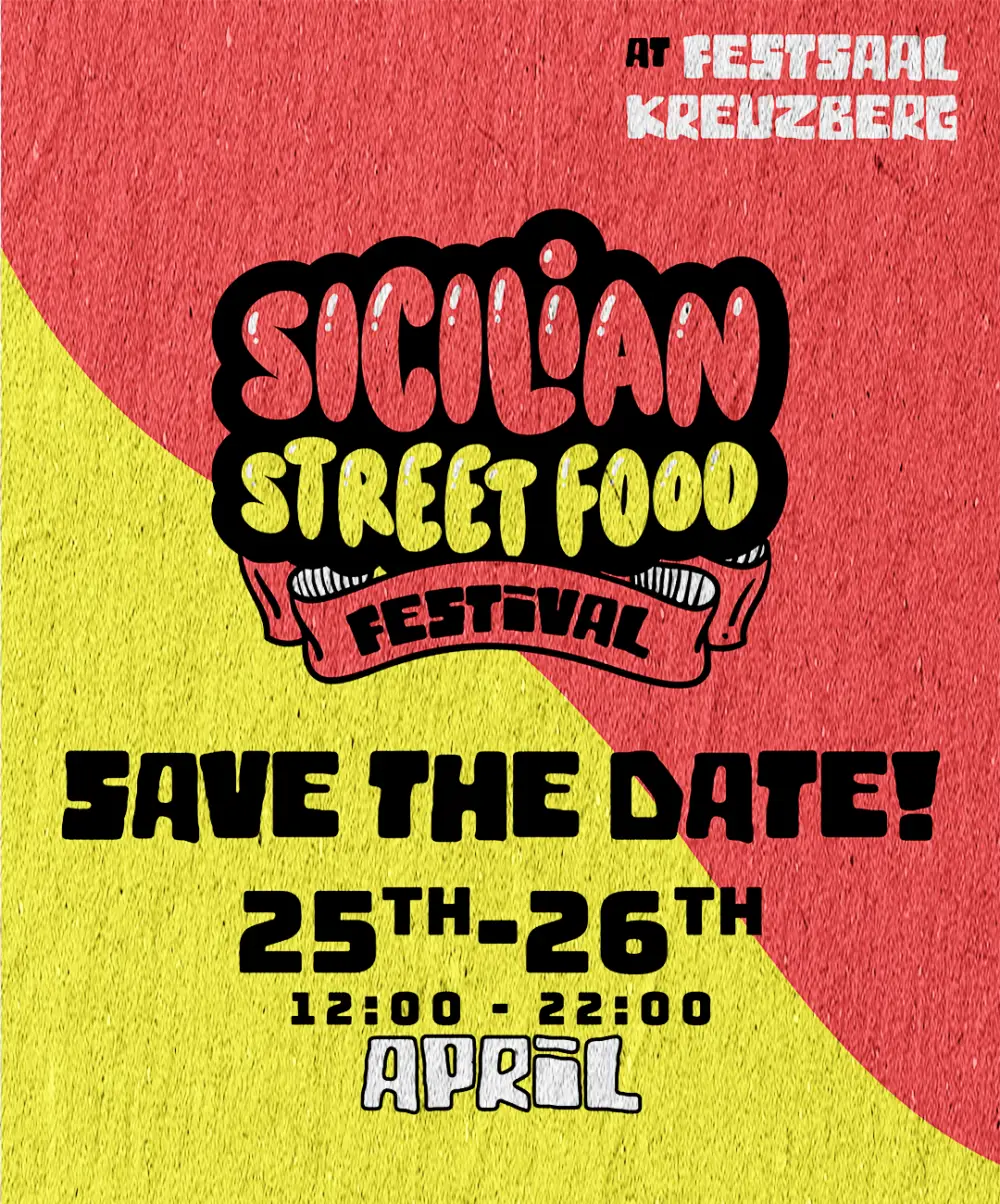 AT FESTSAAL
KREUZBERG
SICILIAN
STREET FOOD
FESTIVAL
SAVE THE DATE!
25TH-26TH
12:00 - 22:00
APRIL